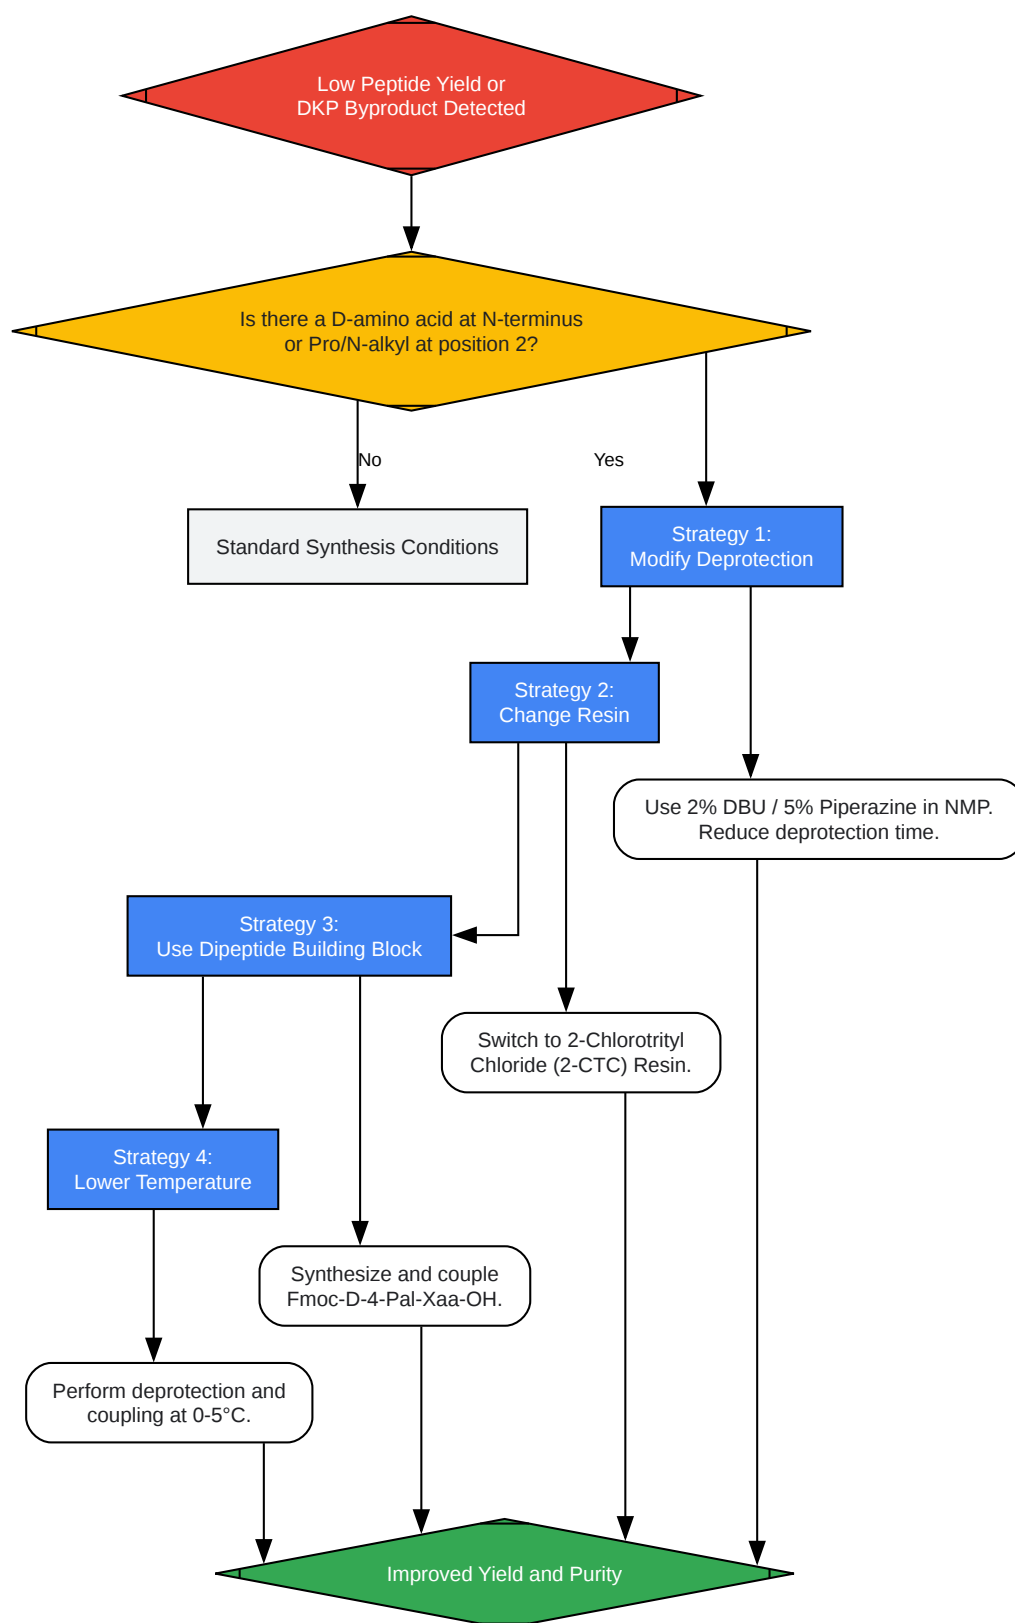 Low Peptide Yield or
DKP Byproduct Detected
Is there a D-amino acid at N-terminus
or Pro/N-alkyl at position 2?
No
Yes
Standard Synthesis Conditions
Strategy 1:
Modify Deprotection
Strategy 2:
Change Resin
Use 2% DBU / 5% Piperazine in NMP.
Reduce deprotection time.
Strategy 3:
Use Dipeptide Building Block
Switch to 2-Chlorotrityl
Chloride (2-CTC) Resin.
Strategy 4:
Lower Temperature
Synthesize and couple
Fmoc-D-4-Pal-Xaa-OH.
Perform deprotection and
coupling at 0-5°C.
Improved Yield and Purity